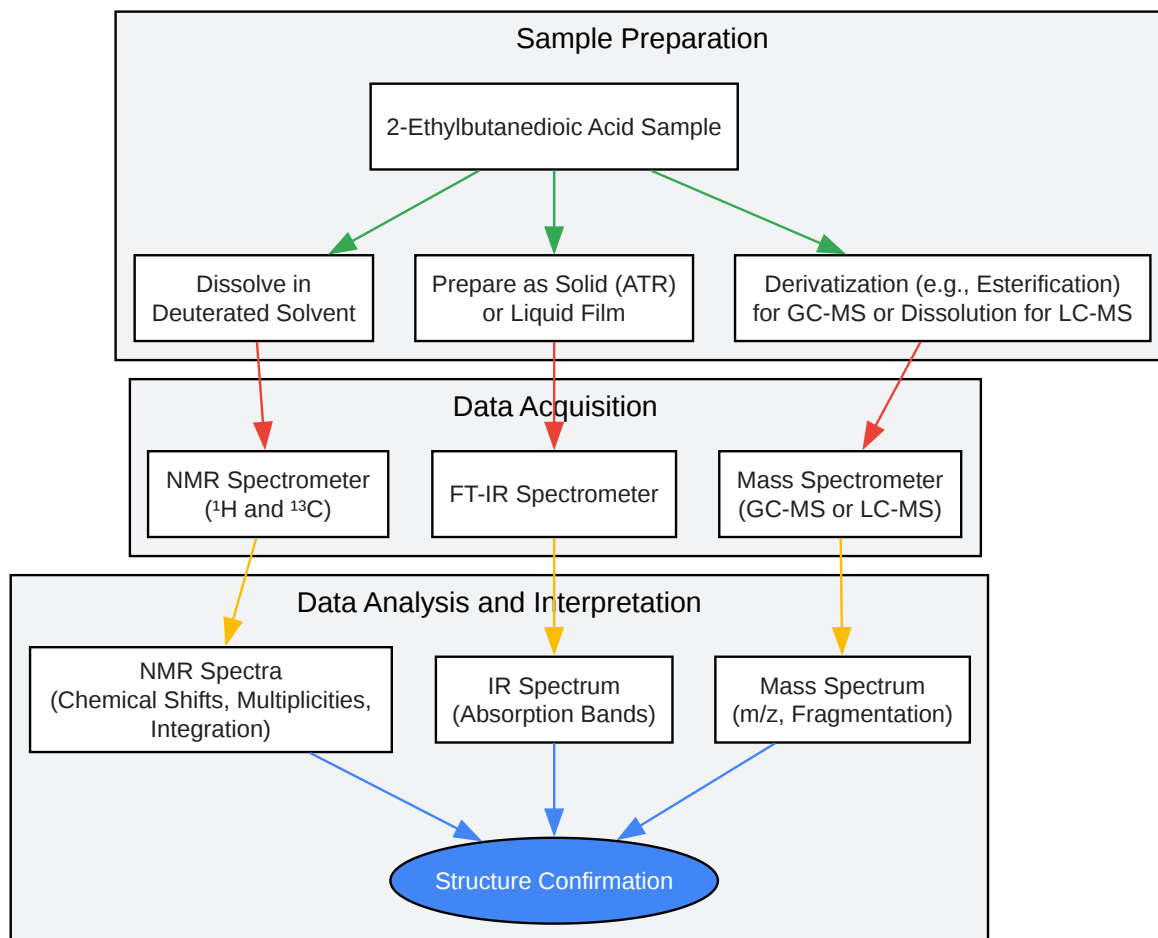 Sample Preparation
2-Ethylbutanedioic Acid Sample
Dissolve in
Deuterated Solvent
Prepare as Solid (ATR)
or Liquid Film
Derivatization (e.g., Esterification)
for GC-MS or Dissolution for LC-MS
Data Acquisition
NMR Spectrometer
(¹H and ¹³C)
FT-IR Spectrometer
Mass Spectrometer
(GC-MS or LC-MS)
Data Analysis and Interpretation
NMR Spectra
(Chemical Shifts, Multiplicities,
Integration)
IR Spectrum
(Absorption Bands)
Mass Spectrum
(m/z, Fragmentation)
Structure Confirmation